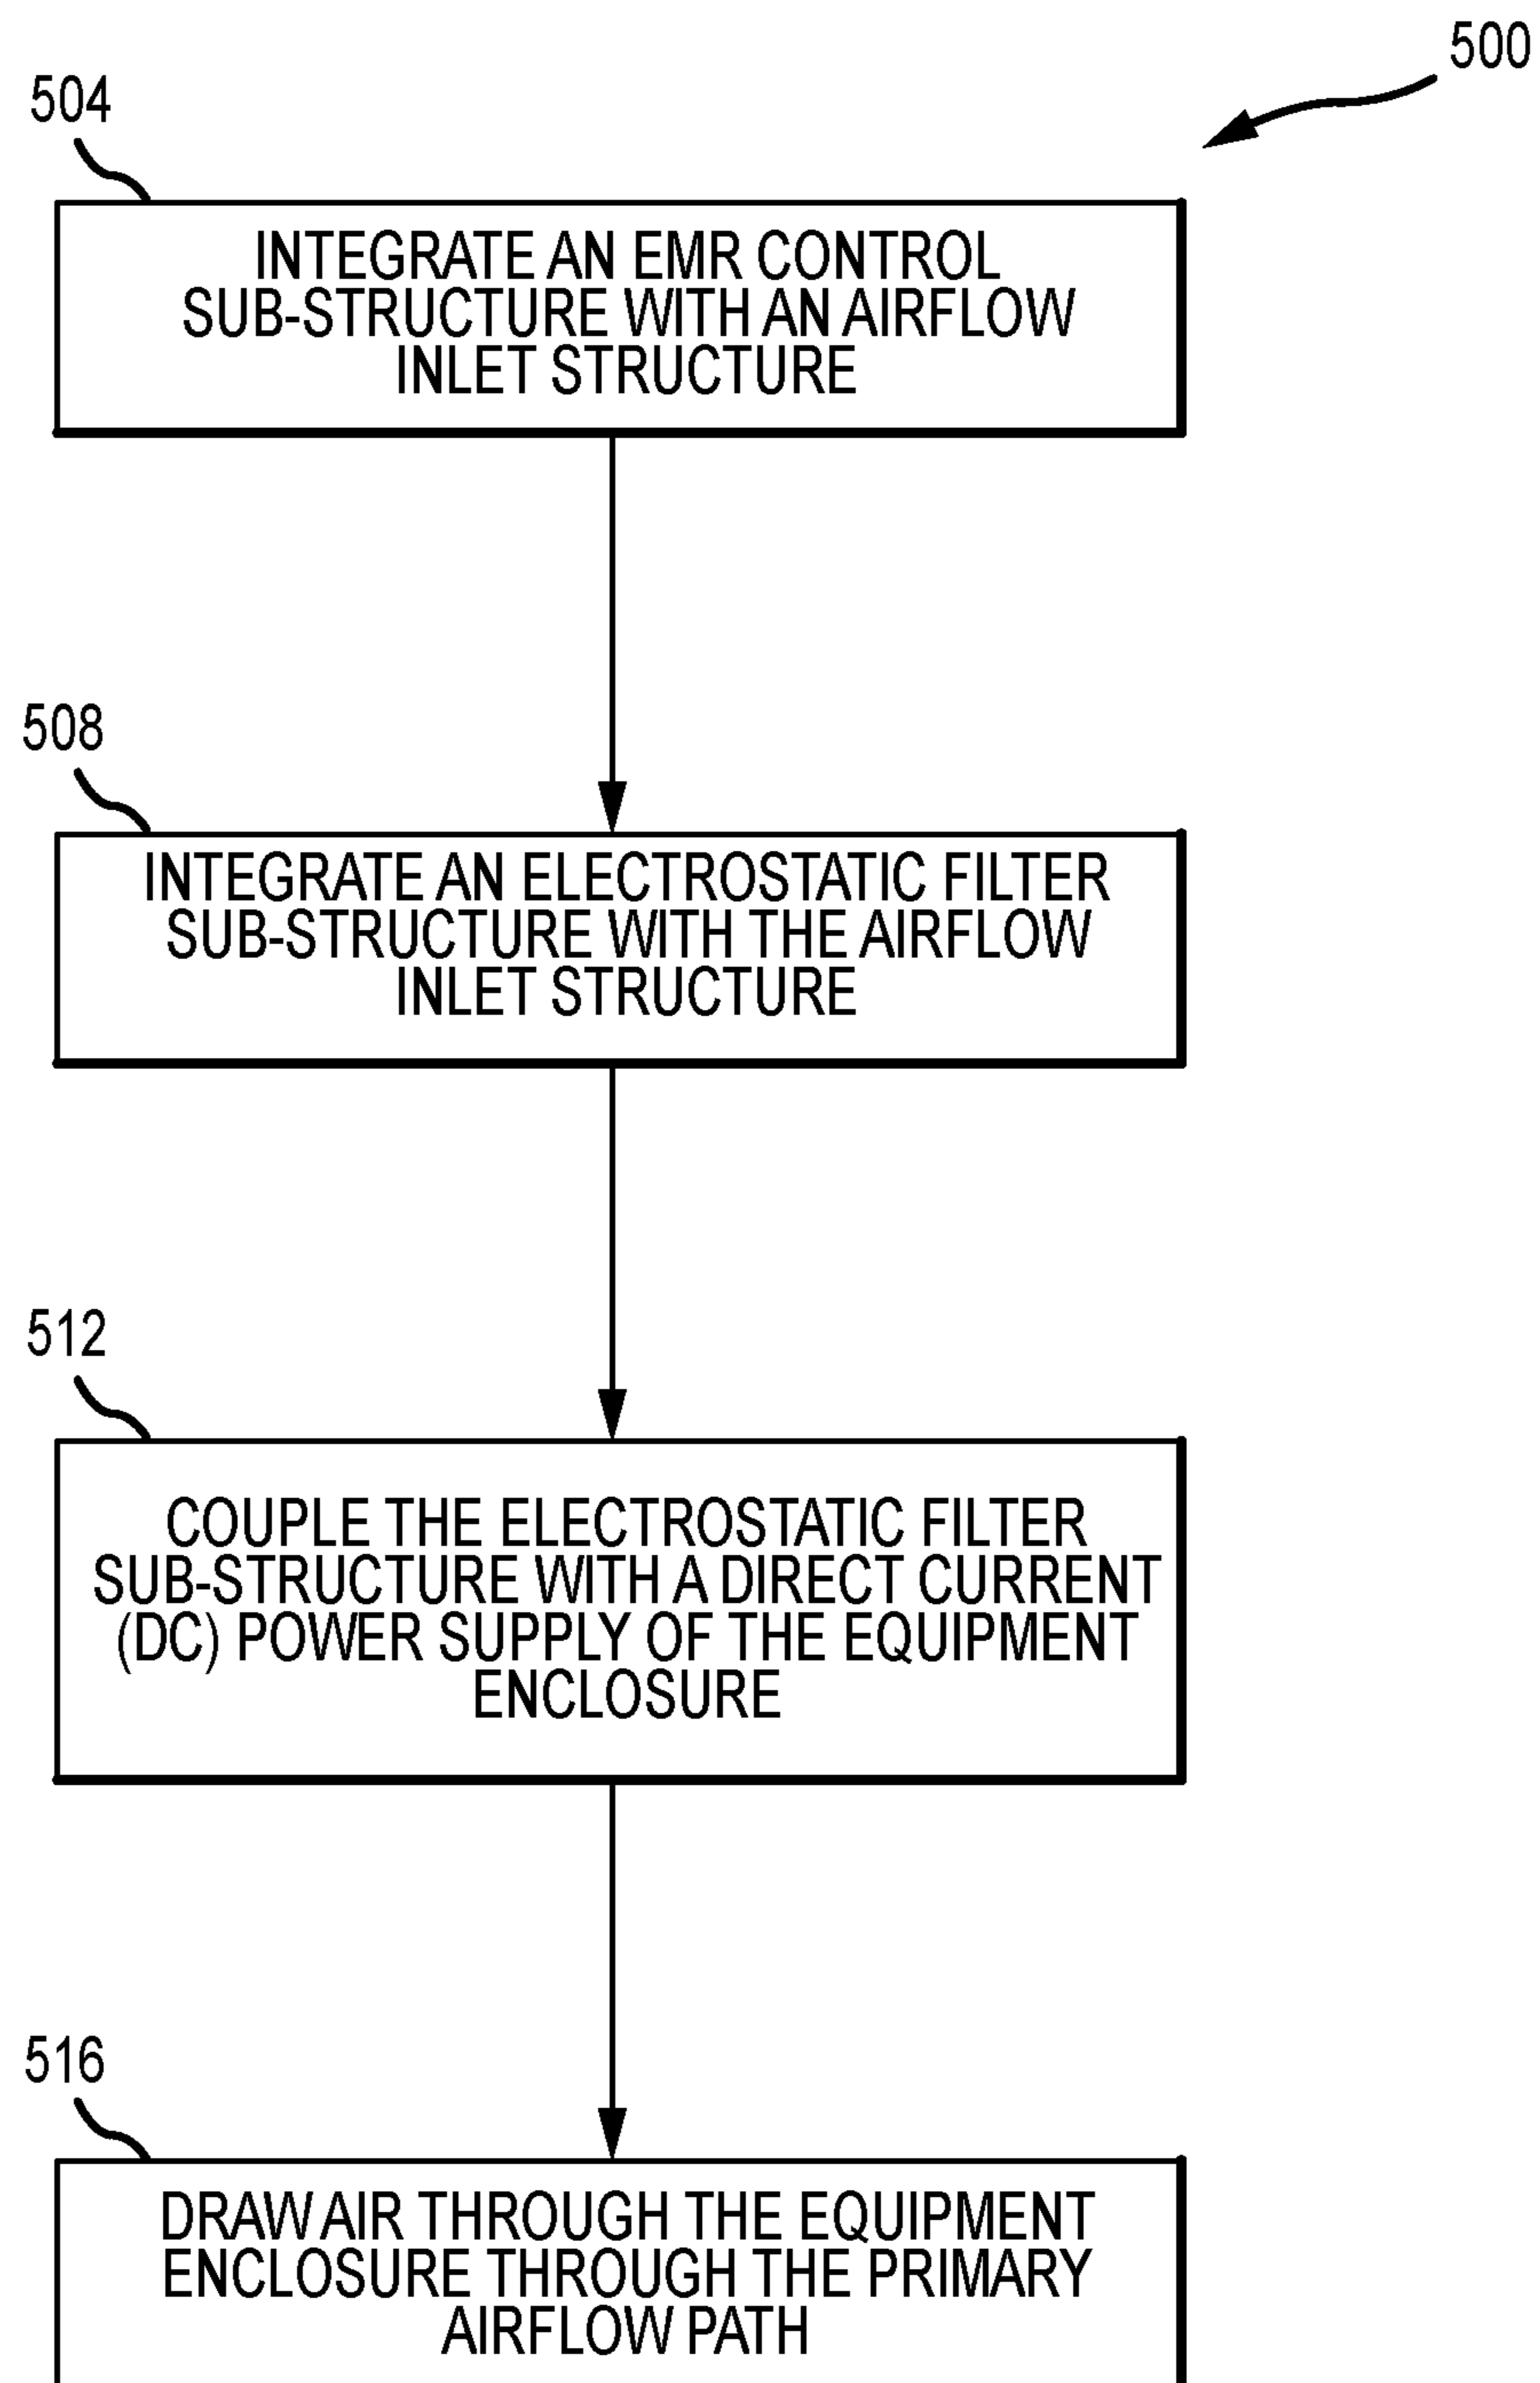 500
504
INTEGRATE AN EMR CONTROL
SUB-STRUCTURE WITH AN AIRFLOW
INLET STRUCTURE
508
INTEGRATE AN ELECTROSTATIC FILTER
SUB-STRUCTURE WITH THE AIRFLOW
INLET STRUCTURE
512
COUPLE THE ELECTROSTATIC FILTER
SUB-STRUCTURE WITH A DIRECT CURRENT
(DC) POWER SUPPLY OF THE EQUIPMENT
ENCLOSURE
516
DRAW AIR THROUGH THE EQUIPMENT
ENCLOSURE THROUGH THE PRIMARY
AIRFLOW PATH